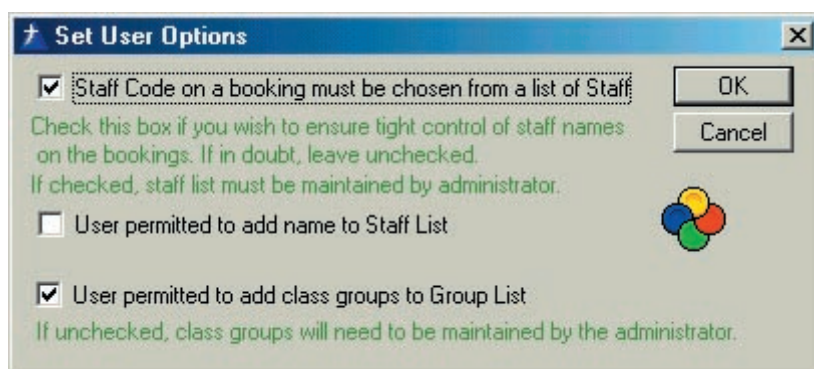 Set User Options
Staff Code on a booking must be chosen from a list of Staff
OK
Check this box if you wish to ensure tight control of staff names
on the bookings. If in doubt, leave unchecked.
Cancel
If checked, staff list must be maintained by administrator.
User permitted to add name to Staff List
User permitted to add class groups to Group List
If unchecked, class groups will need to be maintained by the administrator.